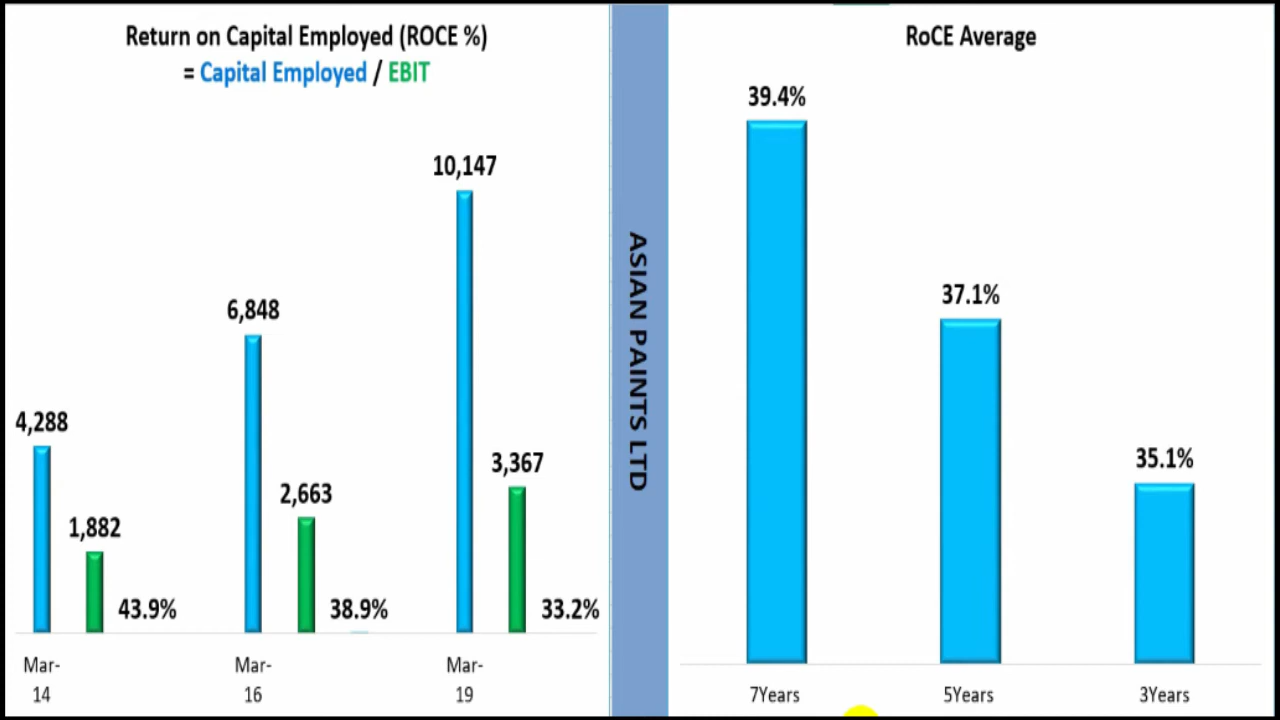 Return on Capital Employed (ROCE %)
= Capital Employed / EBIT
4,288
1,882
43.9%
6,848
2,663
38.9%
10,147
3,367
33.2%
Mar-
14
Mar-
16
Mar-
19
ASIAN PAINTS LTD
RoCE Average
39.4%
37.1%
35.1%
7Years
5Years
3Years